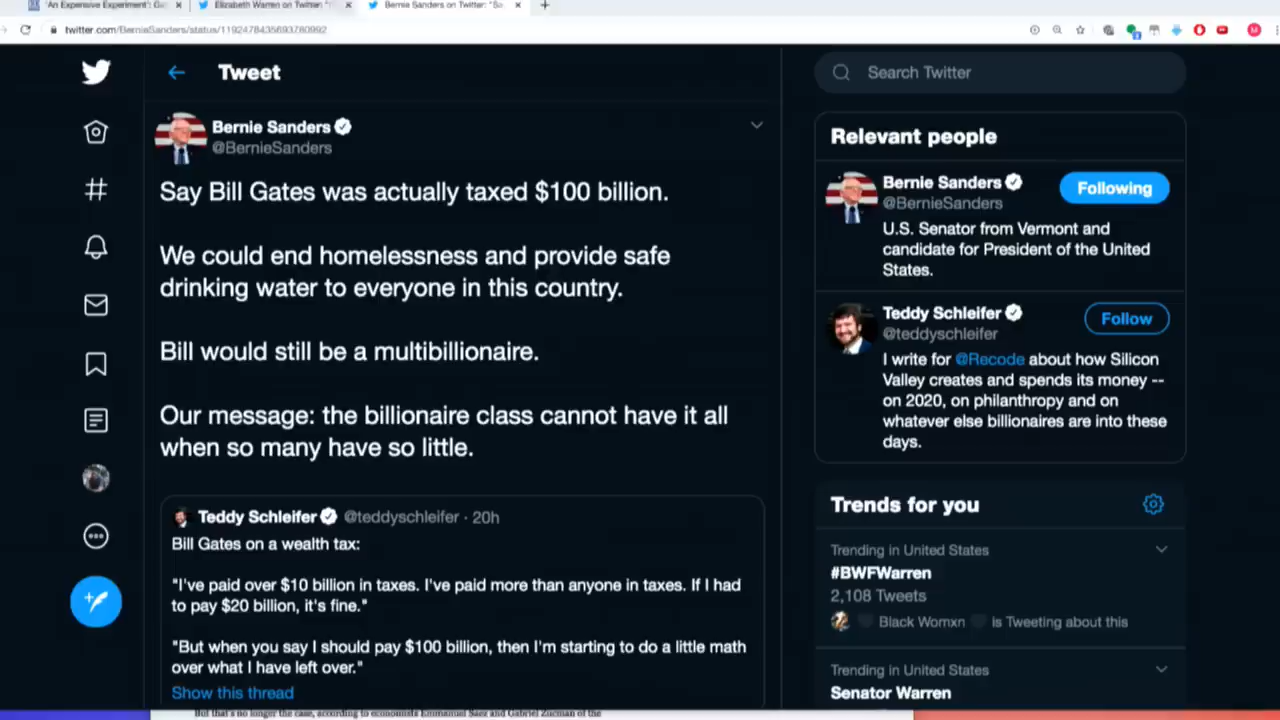 'An Expensive Experiment': Ga
Elizabeth Warren on Twitter: "
Bernie Sanders on Twitter: "Sa
twitter.com/BernieSanders/status/1192478435693780992
Tweet
Search Twitter
Bernie Sanders
@BernieSanders
Say Bill Gates was actually taxed $100 billion.
We could end homelessness and provide safe
drinking water to everyone in this country.
Bill would still be a multibillionaire.
Our message: the billionaire class cannot have it all
when so many have so little.
Teddy Schleifer @teddyschleifer · 20h
Bill Gates on a wealth tax:
"I've paid over $10 billion in taxes. I've paid more than anyone in taxes. If I had
to pay $20 billion, it's fine."
"But when you say I should pay $100 billion, then I'm starting to do a little math
over what I have left over."
Show this thread
Relevant people
Bernie Sanders
@BernieSanders
Following
U.S. Senator from Vermont and
candidate for President of the United
States.
Teddy Schleifer
@teddyschleifer
Follow
I write for @Recode about how Silicon
Valley creates and spends its money --
on 2020, on philanthropy and on
whatever else billionaires are into these
days.
Trends for you
Trending in United States
#BWFWarren
2,108 Tweets
Black Womxn is Tweeting about this
Trending in United States
Senator Warren
But that's no longer the case, according to economists Emmanuel Saez and Gabriel Zucman of the